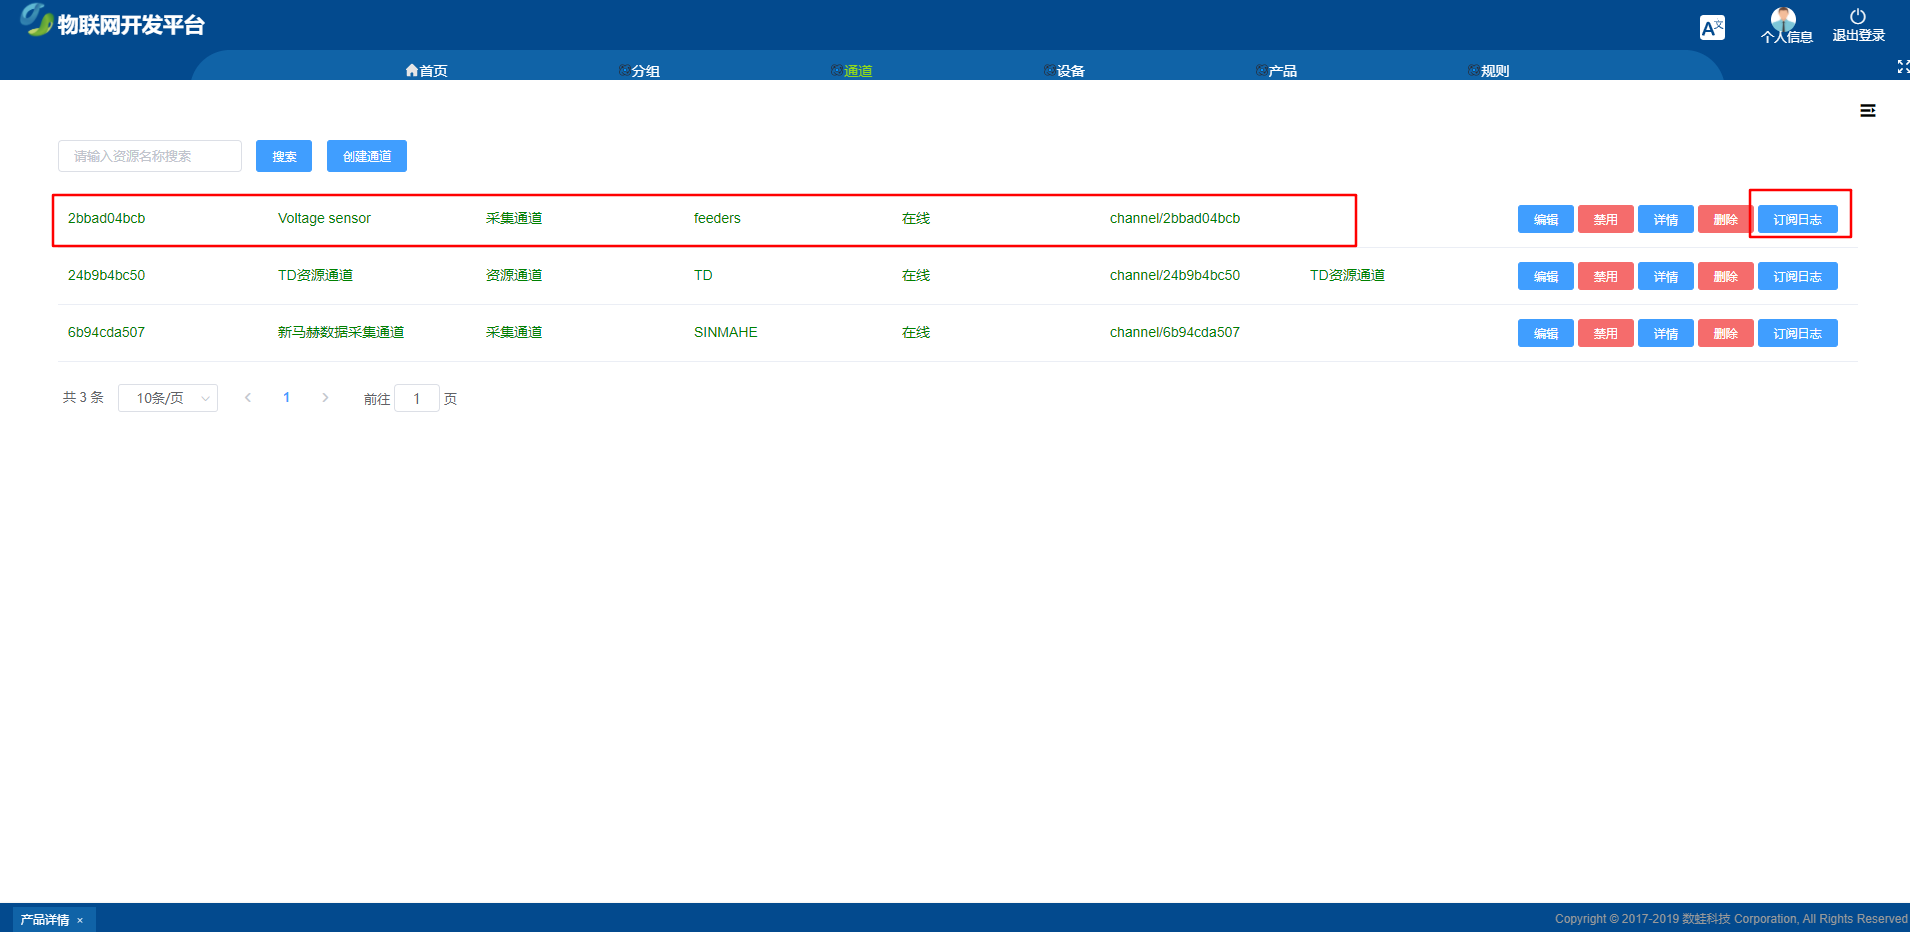 物联网开发平台
A文
个人信息
退出登录
首页 分组 通道 设备 产品 规则
请输入资源名称搜索 搜索 创建通道
2bbad04bcb Voltage sensor 采集通道 feeders 在线 channel/2bbad04bcb 编辑 禁用 详情 删除 订阅日志
24b9b4bc50 TD资源通道 资源通道 TD 在线 channel/24b9b4bc50 TD资源通道 编辑 禁用 详情 删除 订阅日志
6b94cda507 新马赫数据采集通道 采集通道 SINMAHE 在线 channel/6b94cda507 编辑 禁用 详情 删除 订阅日志
共 3 条 10条/页 1 前往 1 页
产品详情 ×
Copyright © 2017-2019 数蛙科技 Corporation, All Rights Reserved